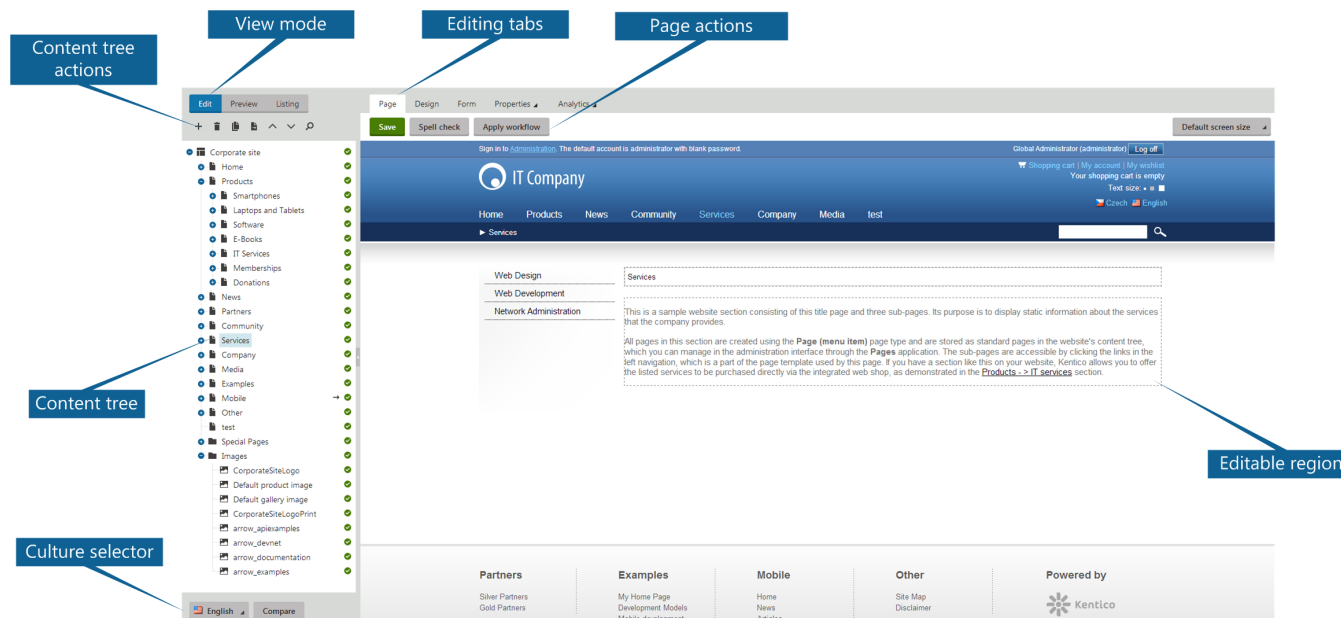 View mode
Editing tabs
Page actions
Content tree
actions
Edit Preview Listing
Page Design Form Properties Analytics
Save Spell check Apply workflow
Default screen size
Corporate site
Home
Products
Smartphones
Laptops and Tablets
Software
E-Books
IT Services
Memberships
Donations
News
Partners
Community
Services
Company
Media
Examples
Mobile
Other
test
Special Pages
Images
CorporateSiteLogo
Default product image
Default gallery image
CorporateSiteLogoPrint
arrow_apiexamples
arrow_devnet
arrow_documentation
arrow_examples
Content tree
Culture selector
English Compare
Sign in to Administration. The default account is administrator with blank password.
Global Administrator (administrator) Log off
Shopping cart | My account | My wishlist
Your shopping cart is empty
Text size:
Czech English
IT Company
Home Products News Community Services Company Media test
► Services
Web Design
Web Development
Network Administration
Services
This is a sample website section consisting of this title page and three sub-pages. Its purpose is to display static information about the services
that the company provides.
All pages in this section are created using the Page (menu item) page type and are stored as standard pages in the website's content tree,
which you can manage in the administration interface through the Pages application. The sub-pages are accessible by clicking the links in the
left navigation, which is a part of the page template used by this page. If you have a section like this on your website, Kentico allows you to offer
the listed services to be purchased directly via the integrated web shop, as demonstrated in the Products - > IT services section.
Editable region
Partners Examples Mobile Other Powered by
Silver Partners My Home Page Home Site Map
Gold Partners Development Models News Disclaimer
Kentico
Mobile development Articles